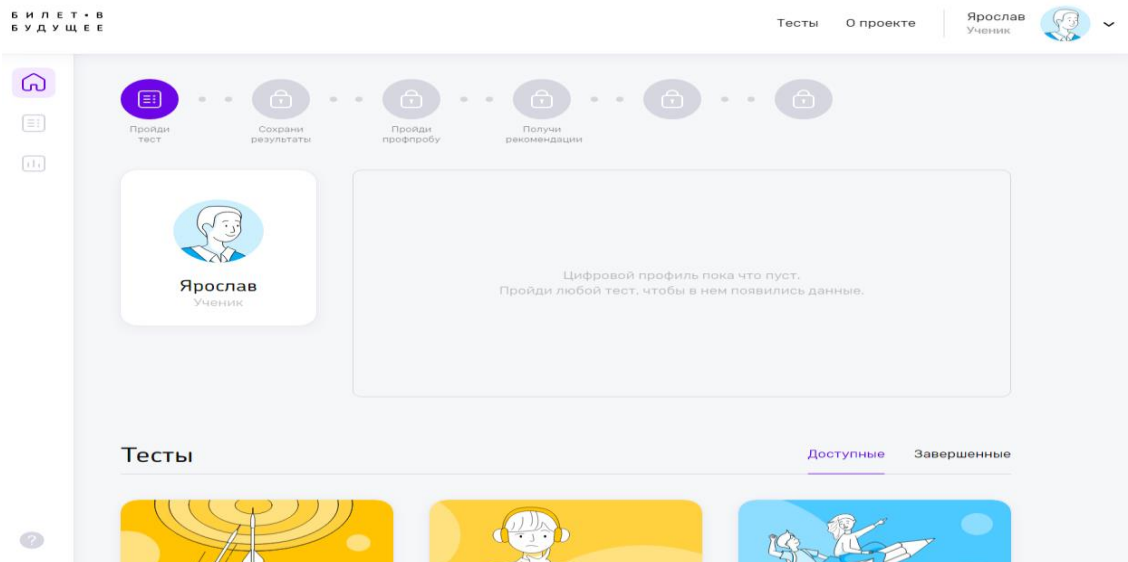 БИЛЕТ•В
БУДУЩЕЕ
Тесты О проекте
Ярослав
Ученик
Пройди
тест
Сохрани
результаты
Пройди
профпробу
Получи
рекомендации
Ярослав
Ученик
Цифровой профиль пока что пуст.
Пройди любой тест, чтобы в нем появились данные.
Тесты
Доступные Завершенные
?